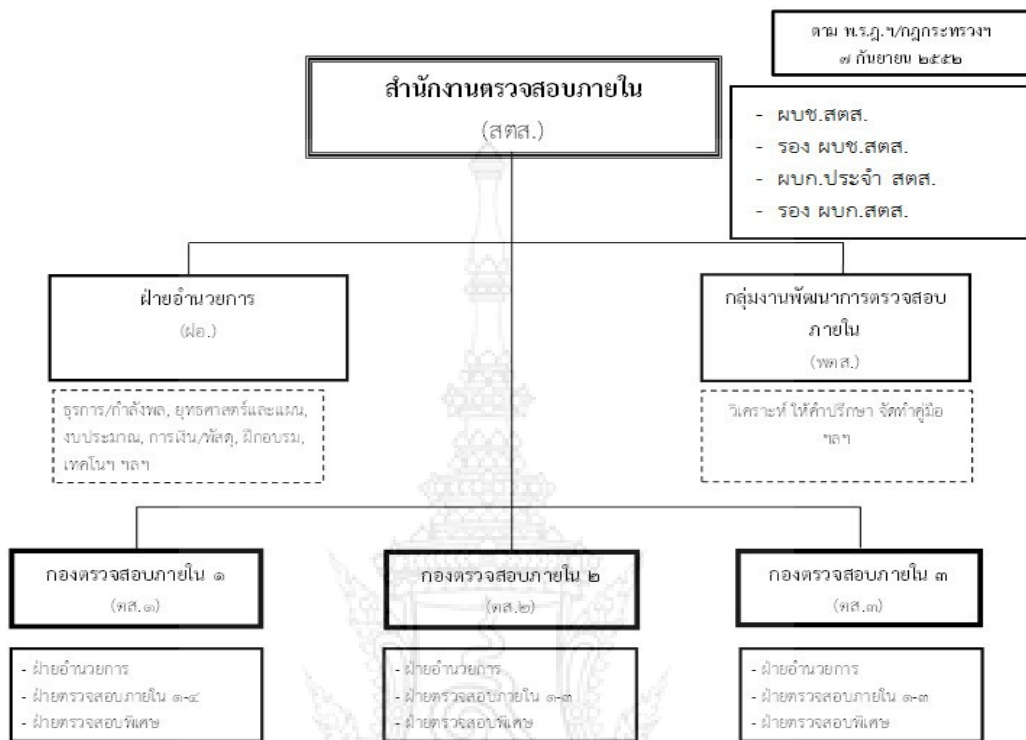 ตาม พ.ร.ฎ.ฯ/กฎกระทรวงฯ
๗ กันยายน ๒๕๕๒
สำนักงานตรวจสอบภายใน
(สตส.)
- ผบช.สตส.
- รอง ผบช.สตส.
- ผบก.ประจำ สตส.
- รอง ผบก.สตส.
ฝ่ายอำนวยการ
(ฝอ.)
กลุ่มงานพัฒนาการตรวจสอบ
ภายใน
(พตส.)
ธุรการ/กำลังพล, ยุทธศาสตร์และแผน,
งบประมาณ, การเงิน/พัสดุ, ฝึกอบรม,
เทคโนฯ ฯลฯ
วิเคราะห์ ให้คำปรึกษา จัดทำคู่มือ
ฯลฯ
กองตรวจสอบภายใน ๑
(ตส.๑)
กองตรวจสอบภายใน ๒
(ตส.๒)
กองตรวจสอบภายใน ๓
(ตส.๓)
- ฝ่ายอำนวยการ
- ฝ่ายตรวจสอบภายใน ๑-๔
- ฝ่ายตรวจสอบพิเศษ
- ฝ่ายอำนวยการ
- ฝ่ายตรวจสอบภายใน ๑-๓
- ฝ่ายตรวจสอบพิเศษ
- ฝ่ายอำนวยการ
- ฝ่ายตรวจสอบภายใน ๑-๓
- ฝ่ายตรวจสอบพิเศษ